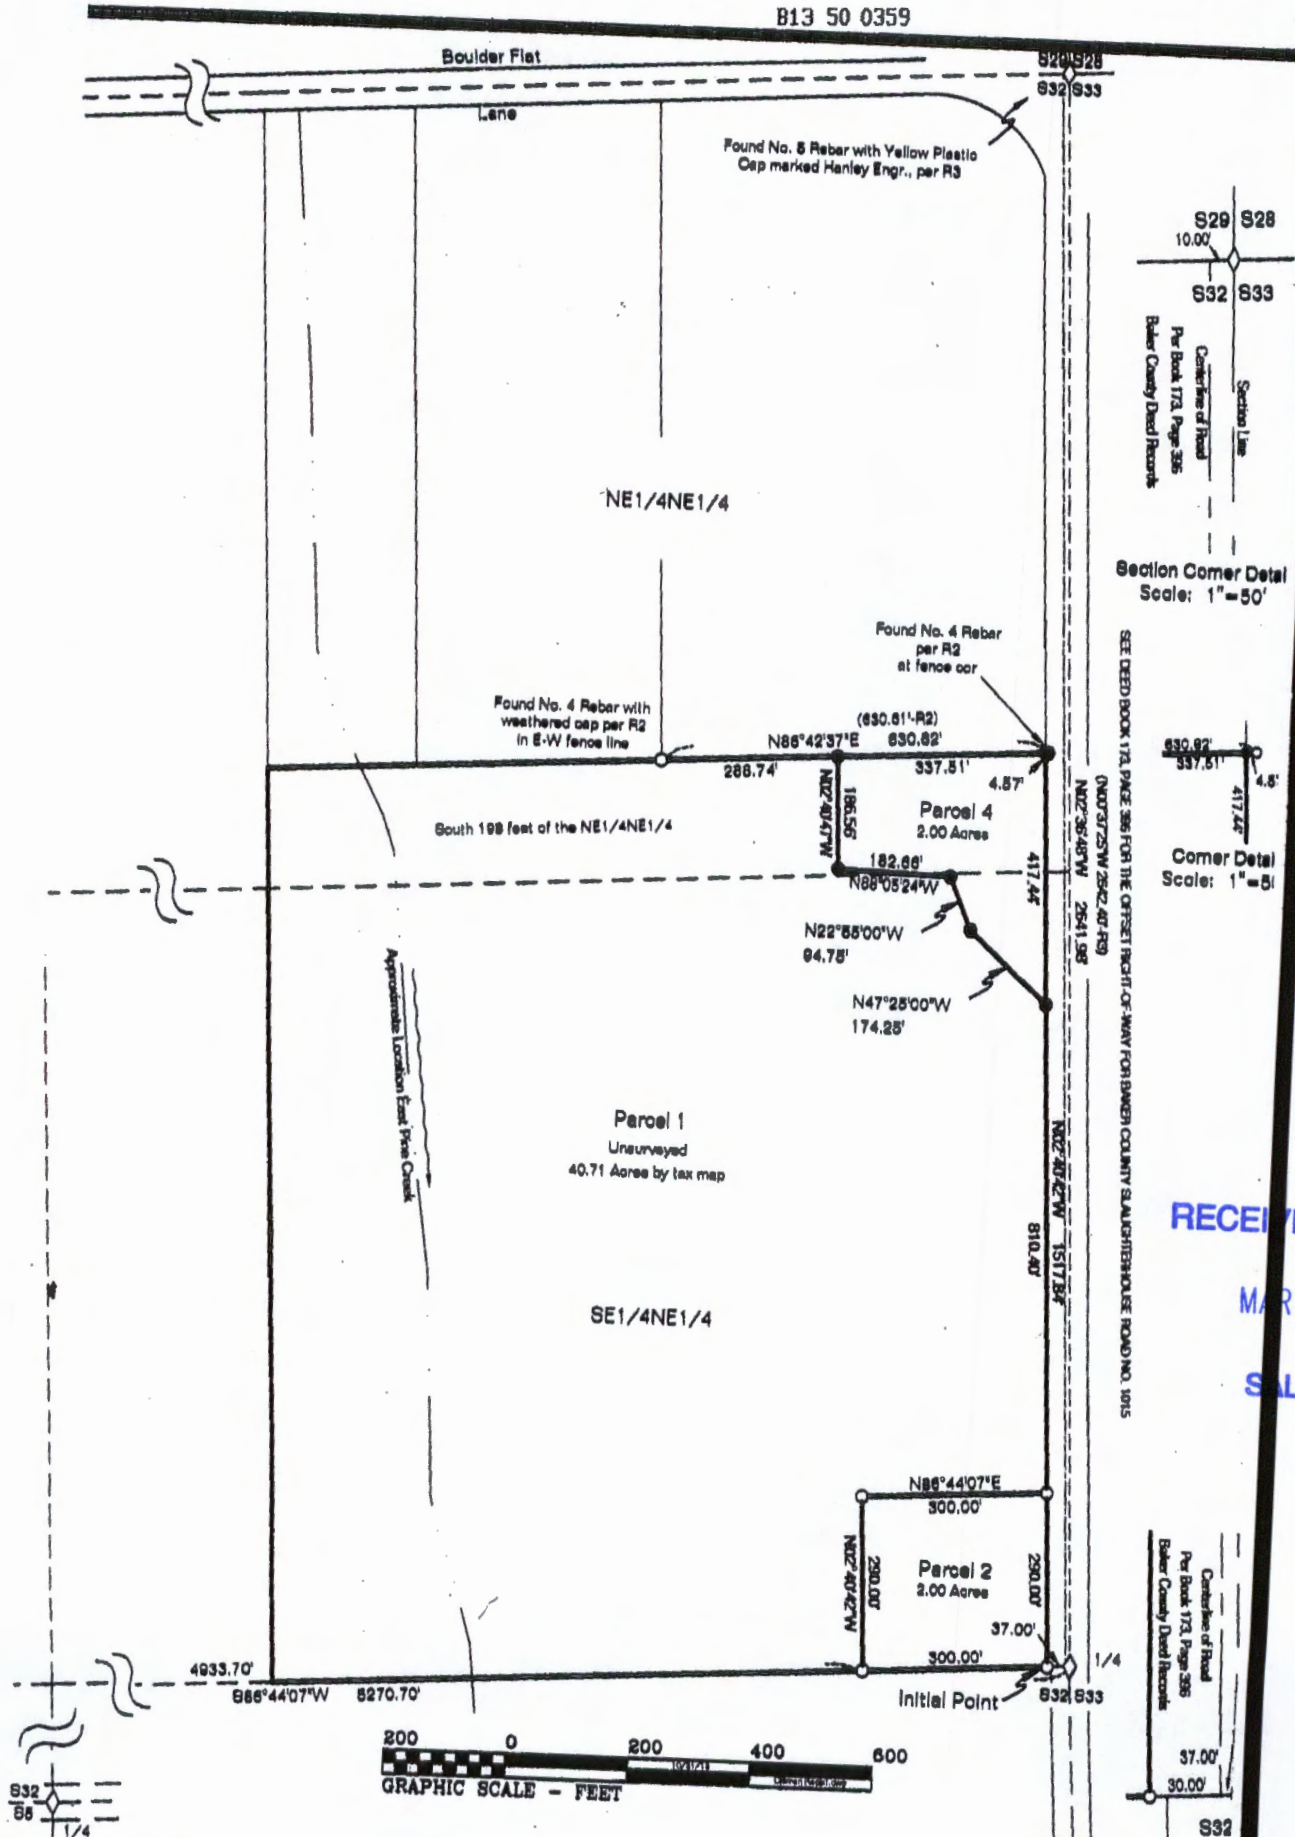 B13 50 0359
Boulder Flat
Lane
S29 S28
S32 S33
Found No. 5 Rebar with Yellow Plastic
Cap marked Hanley Engr., per R3
S29 S28
10.00'
S32 S33
Section Line
Centerline of Road
Per Book 173, Page 396
Baker County Deed Records
NE1/4NE1/4
Section Corner Detail
Scale: 1"=50'
Found No. 4 Rebar
per R2
at fence cor
Found No. 4 Rebar with
weathered cap per R2
in E-W fence line
(630.61'-R2)
N86°42'37"E 630.82'
288.74'
337.51'
4.57'
N02°40'47"W
186.56'
Parcel 4
2.00 Acres
South 198 feet of the NE1/4NE1/4
182.66'
N88°05'24"W
417.44'
(N00°37'25"W 2642.40'-R3)
N02°36'48"W 2641.98'
SEE DEED BOOK 173, PAGE 396 FOR THE OFFSET RIGHT-OF-WAY FOR BAKER COUNTY SLAUGHTERHOUSE ROAD NO. 1015
630.82'
337.51'
4.5'
417.44'
Corner Detail
Scale: 1"=5'
N22°55'00"W
94.75'
N47°25'00"W
174.25'
Approximate Location East Pine Creek
Parcel 1
Unsurveyed
40.71 Acres by tax map
N02°40'42"W 1517.84'
810.40'
RECEIV
MAR
SAL
SE1/4NE1/4
N86°44'07"E
300.00'
N02°40'42"W
290.00'
Parcel 2
2.00 Acres
290.00'
37.00'
300.00'
1/4
Initial Point
S32 S33
4933.70'
S86°44'07"W 5270.70'
Centerline of Road
Per Book 173, Page 396
Baker County Deed Records
37.00'
30.00'
S32
200 0 200 400 600
GRAPHIC SCALE - FEET
S32
S5
1/4